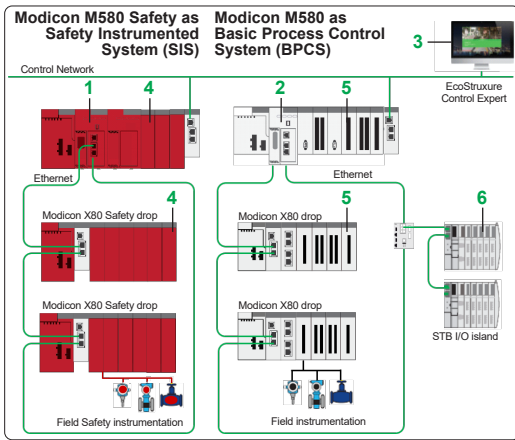 Modicon M580 Safety as
Safety Instrumented
System (SIS)
Modicon M580 as
Basic Process Control
System (BPCS)
3
Control Network
1
4
2
5
EcoStruxure
Control Expert
Ethernet
Ethernet
Modicon X80 Safety drop
4
Modicon X80 drop
5
6
Modicon X80 Safety drop
Modicon X80 drop
STB I/O island
Field Safety instrumentation
Field instrumentation